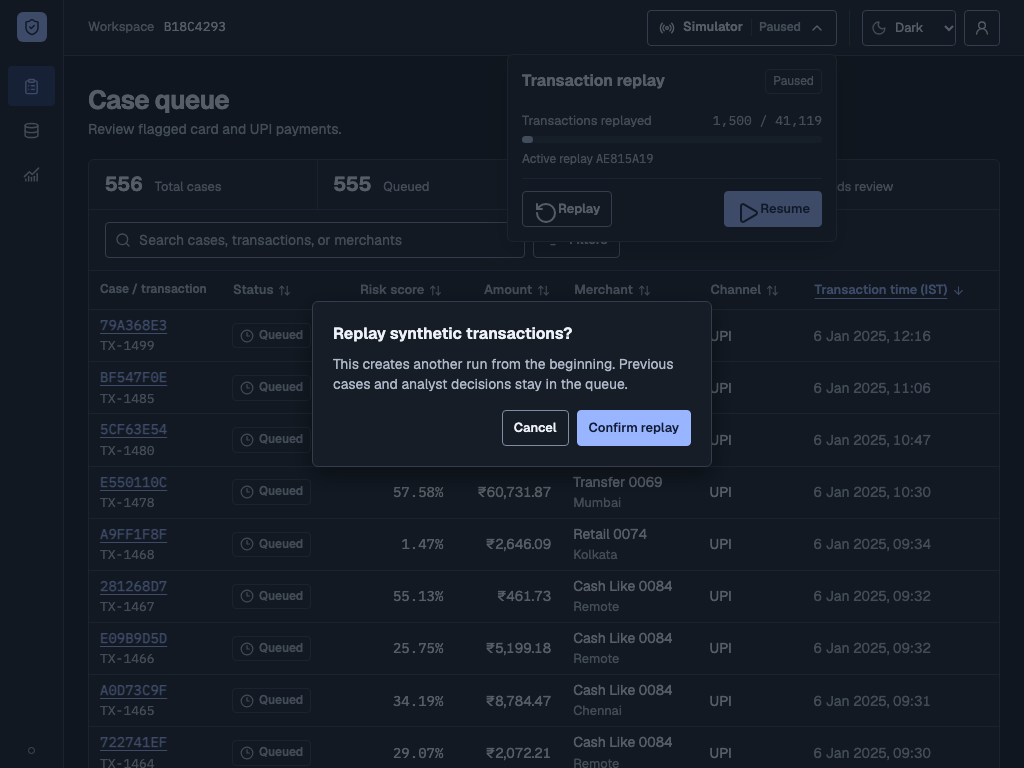 Workspace B18C4293
Simulator Paused
Dark
Transaction replay Paused
Transactions replayed 1,500 / 41,119
Active replay AE815A19
Replay Resume
Case queue
Review flagged card and UPI payments.
556 Total cases 555 Queued review
Search cases, transactions, or merchants
Case / transaction Status Risk score Amount Merchant Channel Transaction time (IST)
Replay synthetic transactions?
This creates another run from the beginning. Previous
cases and analyst decisions stay in the queue.
Cancel Confirm replay
79A368E3 Queued UPI 6 Jan 2025, 12:16
TX-1499
BF547F0E Queued UPI 6 Jan 2025, 11:06
TX-1485
5CF63E54 Queued UPI 6 Jan 2025, 10:47
TX-1480
E550110C Queued 57.58% ₹60,731.87 Transfer 0069 UPI 6 Jan 2025, 10:30
TX-1478 Mumbai
A9FF1F8F Queued 1.47% ₹2,646.09 Retail 0074 UPI 6 Jan 2025, 09:34
TX-1468 Kolkata
281268D7 Queued 55.13% ₹461.73 Cash Like 0084 UPI 6 Jan 2025, 09:32
TX-1467 Remote
E09B9D5D Queued 25.75% ₹5,199.18 Cash Like 0084 UPI 6 Jan 2025, 09:32
TX-1466 Remote
A0D73C9F Queued 34.19% ₹8,784.47 Cash Like 0084 UPI 6 Jan 2025, 09:31
TX-1465 Chennai
722741EF Queued 29.07% ₹2,072.21 Cash Like 0084 UPI 6 Jan 2025, 09:30
TX-1464 Remote